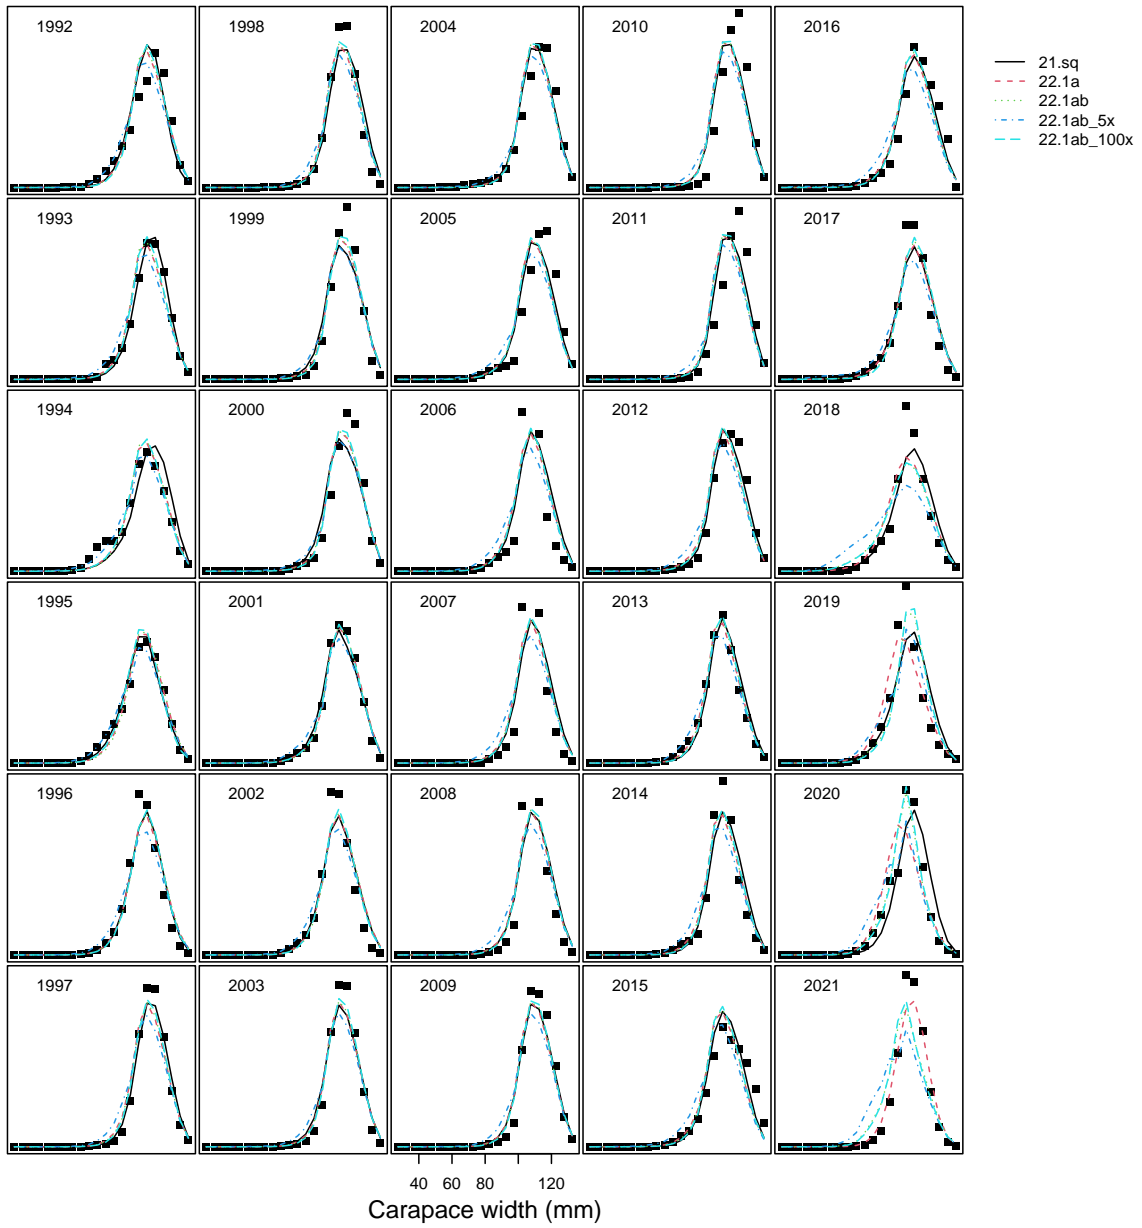 1992 1998 2004 2010 2016
21.sq
22.1a
22.1ab
22.1ab_5x
22.1ab_100x
1993 1999 2005 2011 2017
1994 2000 2006 2012 2018
1995 2001 2007 2013 2019
1996 2002 2008 2014 2020
1997 2003 2009 2015 2021
40 60 80 120
Carapace width (mm)